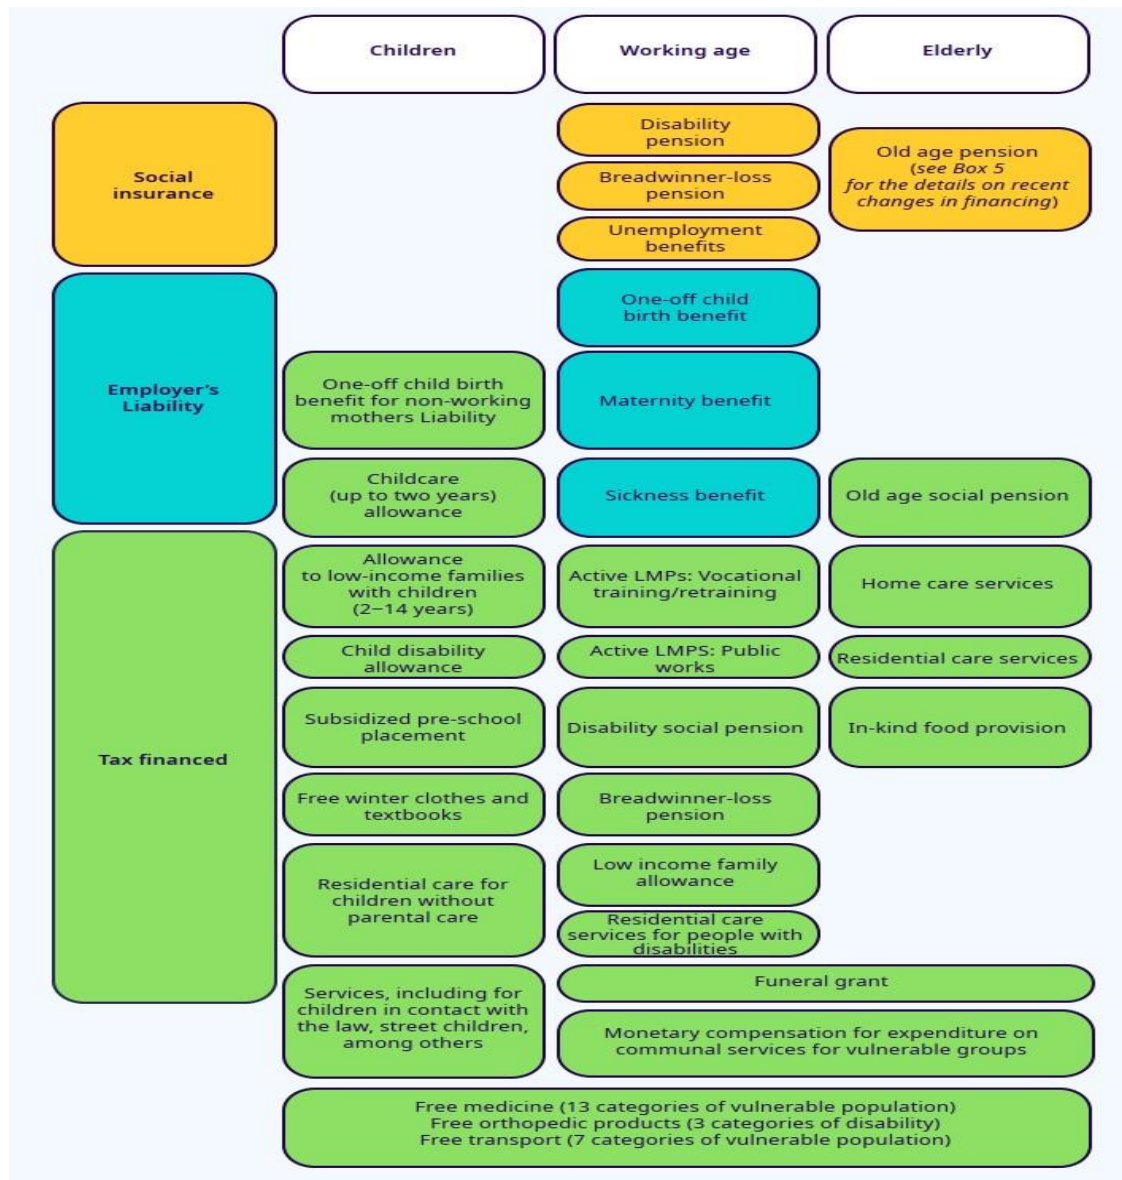 Children
Working age
Elderly
Social
insurance
Disability
pension
Breadwinner-loss
pension
Unemployment
benefits
Old age pension
(see Box 5
for the details on recent
changes in financing)
Employer’s
Liability
One-off child
birth benefit
One-off child birth
benefit for non-working
mothers Liability
Maternity benefit
Childcare
(up to two years)
allowance
Sickness benefit
Old age social pension
Tax financed
Allowance
to low-income families
with children
(2−14 years)
Active LMPs: Vocational
training/retraining
Home care services
Child disability
allowance
Active LMPS: Public
works
Residential care services
Subsidized pre-school
placement
Disability social pension
In-kind food provision
Free winter clothes and
textbooks
Breadwinner-loss
pension
Residential care for
children without
parental care
Low income family
allowance
Residential care
services for people with
disabilities
Services, including for
children in contact with
the law, street children,
among others
Funeral grant
Monetary compensation for expenditure on
communal services for vulnerable groups
Free medicine (13 categories of vulnerable population)
Free orthopedic products (3 categories of disability)
Free transport (7 categories of vulnerable population)